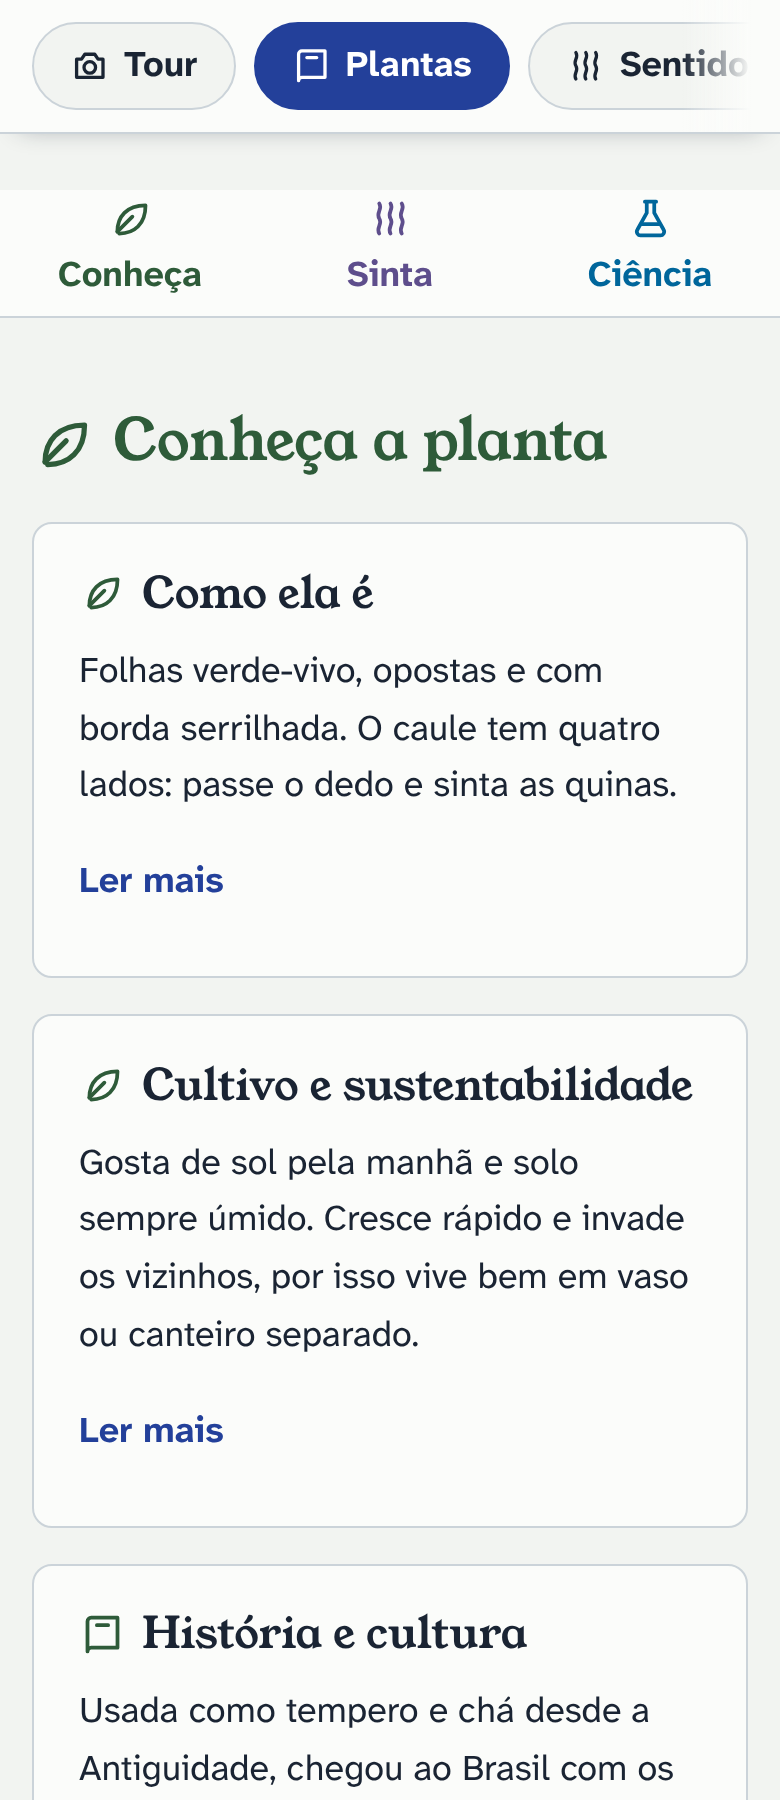 Tour
Plantas
Sentido
Conheça
Sinta
Ciência
Conheça a planta
Como ela é
Folhas verde-vivo, opostas e com
borda serrilhada. O caule tem quatro
lados: passe o dedo e sinta as quinas.
Ler mais
Cultivo e sustentabilidade
Gosta de sol pela manhã e solo
sempre úmido. Cresce rápido e invade
os vizinhos, por isso vive bem em vaso
ou canteiro separado.
Ler mais
História e cultura
Usada como tempero e chá desde a
Antiguidade, chegou ao Brasil com os